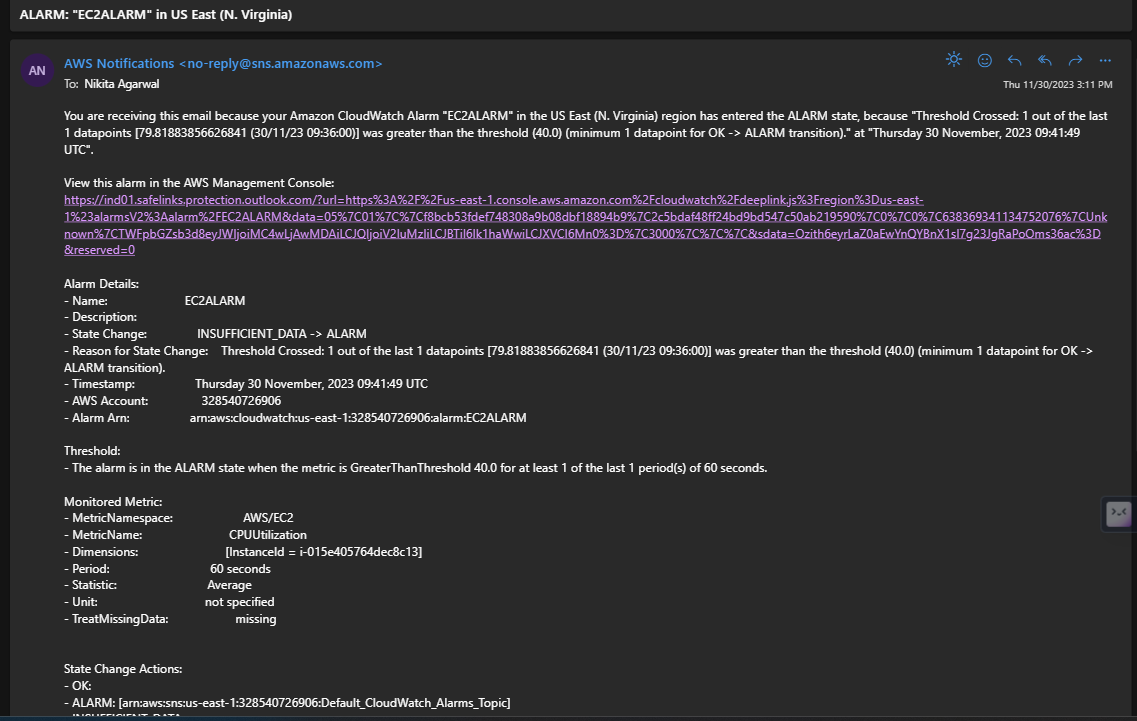 ALARM: "EC2ALARM" in US East (N. Virginia)
AN
AWS Notifications <no-reply@sns.amazonaws.com>
To: Nikita Agarwal
Thu 11/30/2023 3:11 PM
You are receiving this email because your Amazon CloudWatch Alarm "EC2ALARM" in the US East (N. Virginia) region has entered the ALARM state, because "Threshold Crossed: 1 out of the last
1 datapoints [79.81883856626841 (30/11/23 09:36:00)] was greater than the threshold (40.0) (minimum 1 datapoint for OK -> ALARM transition)." at "Thursday 30 November, 2023 09:41:49
UTC".
View this alarm in the AWS Management Console:
https://ind01.safelinks.protection.outlook.com/?url=https%3A%2F%2Fus-east-1.console.aws.amazon.com%2Fcloudwatch%2Fdeeplink.js%3Fregion%3Dus-east-
1%23alarmsV2%3Aalarm%2FEC2ALARM&data=05%7C01%7C%7Cf8bcb53fdef748308a9b08dbf18894b9%7C2c5bdaf48ff24bd9bd547c50ab219590%7C0%7C0%7C638369341134752076%7CUnk
nown%7CTWFpbGZsb3d8eyJWIjoiMC4wLjAwMDAiLCJQIjoiV2luMzIiLCJBTiI6Ik1haWwiLCJXVCI6Mn0%3D%7C3000%7C%7C%7C&sdata=Ozith6eyrLaZ0aEwYnQYBnX1sI7g23JgRaPoOms36ac%3D
&reserved=0
Alarm Details:
- Name: EC2ALARM
- Description:
- State Change: INSUFFICIENT_DATA -> ALARM
- Reason for State Change: Threshold Crossed: 1 out of the last 1 datapoints [79.81883856626841 (30/11/23 09:36:00)] was greater than the threshold (40.0) (minimum 1 datapoint for OK ->
ALARM transition).
- Timestamp: Thursday 30 November, 2023 09:41:49 UTC
- AWS Account: 328540726906
- Alarm Arn: arn:aws:cloudwatch:us-east-1:328540726906:alarm:EC2ALARM
Threshold:
- The alarm is in the ALARM state when the metric is GreaterThanThreshold 40.0 for at least 1 of the last 1 period(s) of 60 seconds.
Monitored Metric:
- MetricNamespace: AWS/EC2
- MetricName: CPUUtilization
- Dimensions: [InstanceId = i-015e405764dec8c13]
- Period: 60 seconds
- Statistic: Average
- Unit: not specified
- TreatMissingData: missing
State Change Actions:
- OK:
- ALARM: [arn:aws:sns:us-east-1:328540726906:Default_CloudWatch_Alarms_Topic]
- INSUFFICIENT_DATA